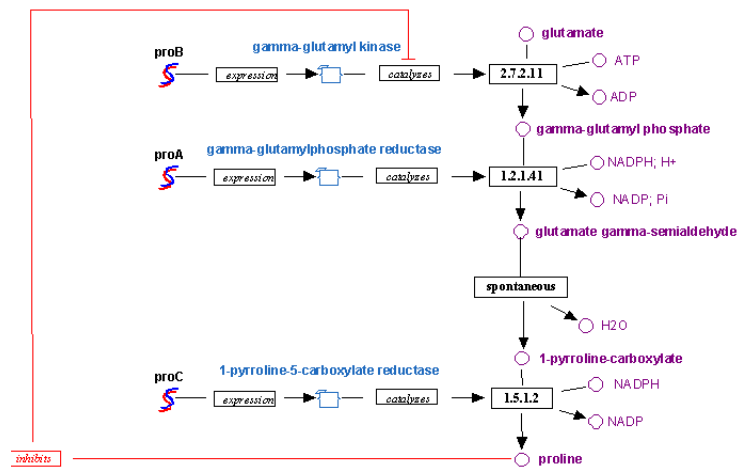 glutamate
proB
gamma-glutamyl kinase
expression
catalyzes
2.7.2.11
ATP
ADP
gamma-glutamyl phosphate
proA
gamma-glutamylphosphate reductase
expression
catalyzes
1.2.1.41
NADPH; H+
NADP; Pi
glutamate gamma-semialdehyde
spontaneous
H2O
1-pyrroline-carboxylate
proC
1-pyrroline-5-carboxylate reductase
expression
catalyzes
1.5.1.2
NADPH
NADP
inhibits
proline